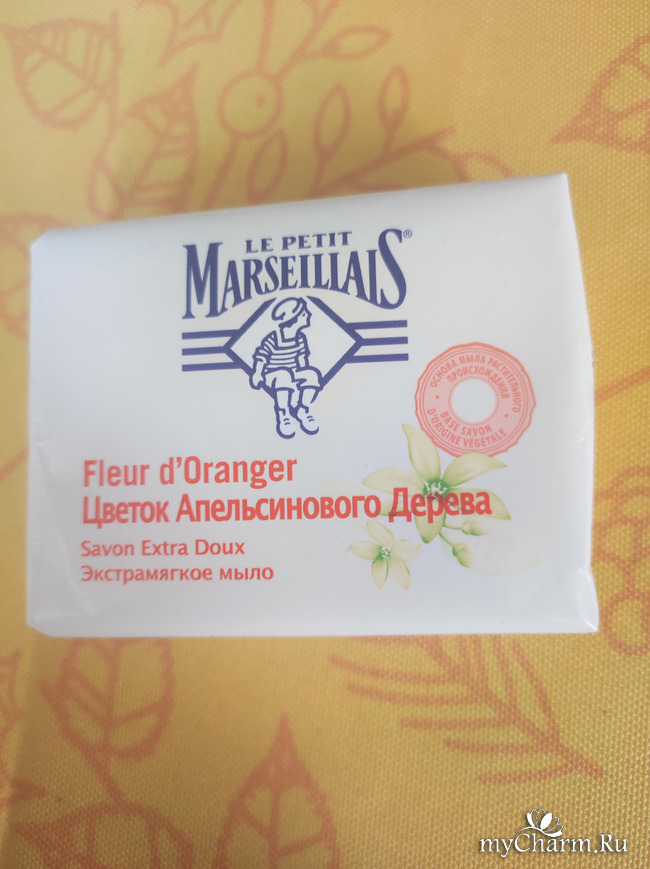 LE PETIT
MARSEILLAIS®
ОСНОВА МЫЛА РАСТИТЕЛЬНОГО
ПРОИСХОЖДЕНИЯ
BASE SAVON
D'ORIGINE VÉGÉTALE
Fleur d'Oranger
Цветок Апельсинового Дерева
Savon Extra Doux
Экстрамягкое мыло
myCharm.Ru